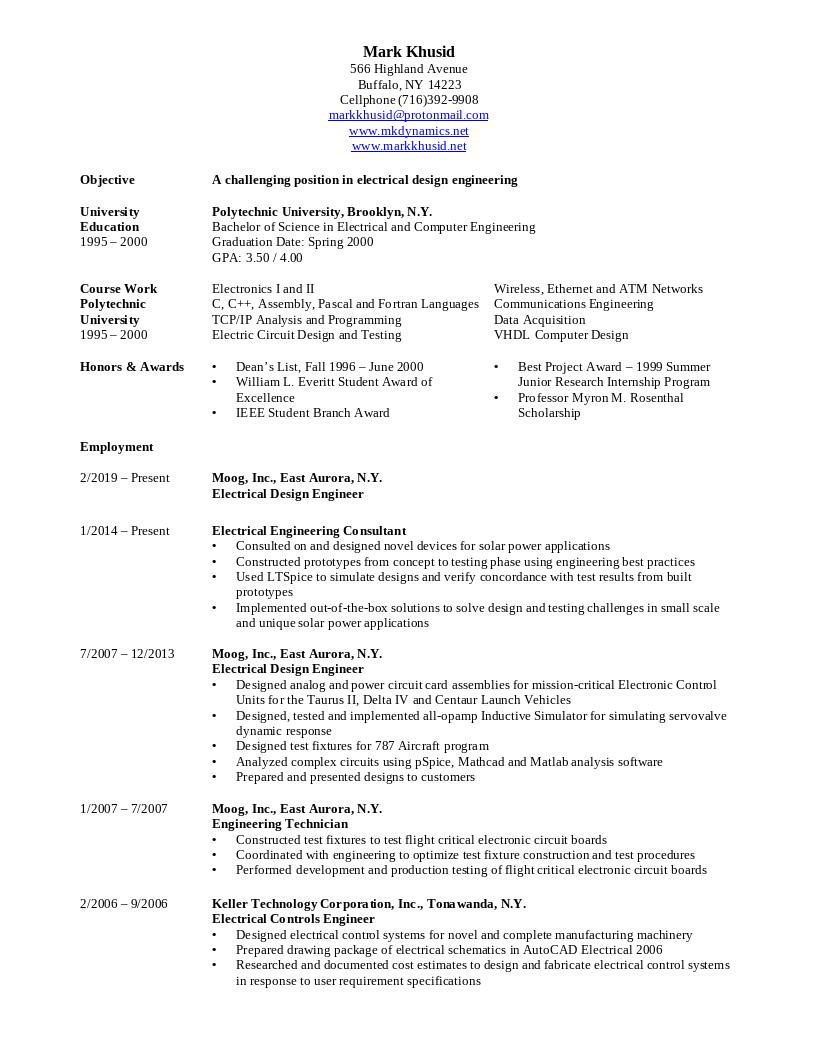 Mark Khusid
566 Highland Avenue
Buffalo, NY 14223
Cellphone (716)392-9908
markkhusid@protonmail.com
www.mkdynamics.net
www.markkhusid.net
Objective A challenging position in electrical design engineering
University Polytechnic University, Brooklyn, N.Y.
Education Bachelor of Science in Electrical and Computer Engineering
1995 – 2000 Graduation Date: Spring 2000
GPA: 3.50 / 4.00
Course Work Electronics I and II Wireless, Ethernet and ATM Networks
Polytechnic C, C++, Assembly, Pascal and Fortran Languages Communications Engineering
University TCP/IP Analysis and Programming Data Acquisition
1995 – 2000 Electric Circuit Design and Testing VHDL Computer Design
Honors & Awards • Dean’s List, Fall 1996 – June 2000 • Best Project Award – 1999 Summer
• William L. Everitt Student Award of Junior Research Internship Program
Excellence • Professor Myron M. Rosenthal
• IEEE Student Branch Award Scholarship
Employment
2/2019 – Present Moog, Inc., East Aurora, N.Y.
Electrical Design Engineer
1/2014 – Present Electrical Engineering Consultant
• Consulted on and designed novel devices for solar power applications
• Constructed prototypes from concept to testing phase using engineering best practices
• Used LTSpice to simulate designs and verify concordance with test results from built
prototypes
• Implemented out-of-the-box solutions to solve design and testing challenges in small scale
and unique solar power applications
7/2007 – 12/2013 Moog, Inc., East Aurora, N.Y.
Electrical Design Engineer
• Designed analog and power circuit card assemblies for mission-critical Electronic Control
Units for the Taurus II, Delta IV and Centaur Launch Vehicles
• Designed, tested and implemented all-opamp Inductive Simulator for simulating servovalve
dynamic response
• Designed test fixtures for 787 Aircraft program
• Analyzed complex circuits using pSpice, Mathcad and Matlab analysis software
• Prepared and presented designs to customers
1/2007 – 7/2007 Moog, Inc., East Aurora, N.Y.
Engineering Technician
• Constructed test fixtures to test flight critical electronic circuit boards
• Coordinated with engineering to optimize test fixture construction and test procedures
• Performed development and production testing of flight critical electronic circuit boards
2/2006 – 9/2006 Keller Technology Corporation, Inc., Tonawanda, N.Y.
Electrical Controls Engineer
• Designed electrical control systems for novel and complete manufacturing machinery
• Prepared drawing package of electrical schematics in AutoCAD Electrical 2006
• Researched and documented cost estimates to design and fabricate electrical control systems
in response to user requirement specifications